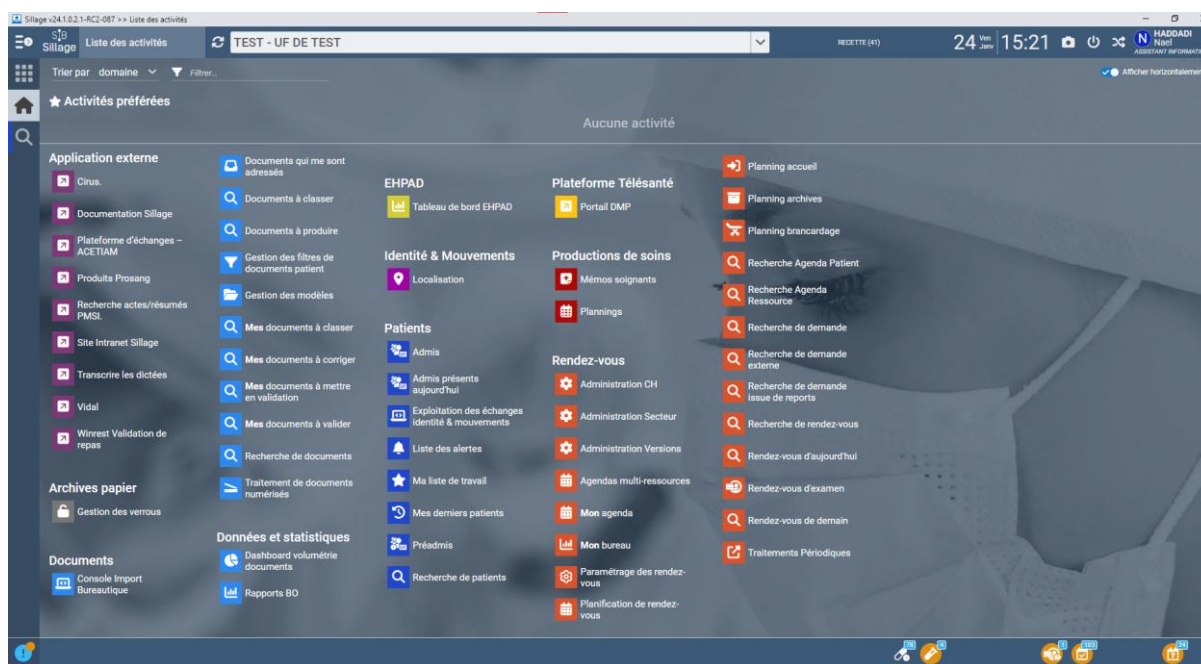 Sillage v24.1.0.2.1-RC2-087 >> Liste des activités
SIB
Sillage
Liste des activités
TEST - UF DE TEST
RECETTE (41)
24 Ven Janv 15:21
N
HADDADI
Nael
ASSISTANT INFORMATI
Trier par domaine
Filtrer...
Afficher horizontalemen
Activités préférées
Aucune activité
Application externe
Cirus.
Documentation Sillage
Plateforme d'échanges –
ACETIAM
Produits Prosang
Recherche actes/résumés
PMSI.
Site Intranet Sillage
Transcrire les dictées
Vidal
Winrest Validation de
repas
Archives papier
Gestion des verrous
Documents
Console Import
Bureautique
Documents qui me sont
adressés
Documents à classer
Documents à produire
Gestion des filtres de
documents patient
Gestion des modèles
Mes documents à classer
Mes documents à corriger
Mes documents à mettre
en validation
Mes documents à valider
Recherche de documents
Traitement de documents
numérisés
Données et statistiques
Dashboard volumétrie
documents
Rapports BO
EHPAD
Tableau de bord EHPAD
Identité & Mouvements
Localisation
Patients
Admis
Admis présents
aujourd'hui
Exploitation des échanges
identité & mouvements
Liste des alertes
Ma liste de travail
Mes derniers patients
Préadmis
Recherche de patients
Plateforme Télésanté
Portail DMP
Productions de soins
Mémos soignants
Plannings
Rendez-vous
Administration CH
Administration Secteur
Administration Versions
Agendas multi-ressources
Mon agenda
Mon bureau
Paramétrage des rendez-
vous
Planification de rendez-
vous
Planning accueil
Planning archives
Planning brancardage
Recherche Agenda Patient
Recherche Agenda
Ressource
Recherche de demande
Recherche de demande
externe
Recherche de demande
issue de reports
Recherche de rendez-vous
Rendez-vous d'aujourd'hui
Rendez-vous d'examen
Rendez-vous de demain
Traitements Périodiques
4
103
24